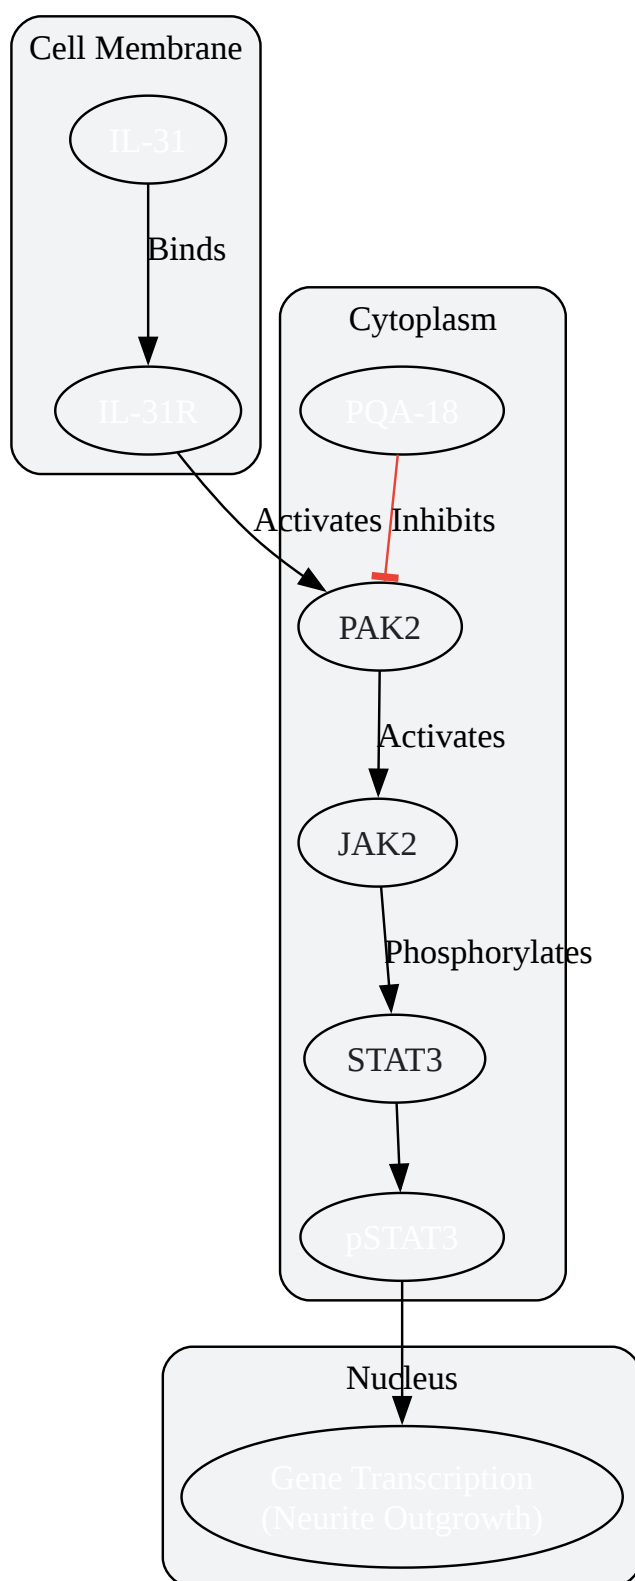 Cell Membrane
IL-31
Binds
Cytoplasm
IL-31R
PQA-18
Activates
Inhibits
PAK2
Activates
JAK2
Phosphorylates
STAT3
pSTAT3
Nucleus
Gene Transcription
(Neurite Outgrowth)